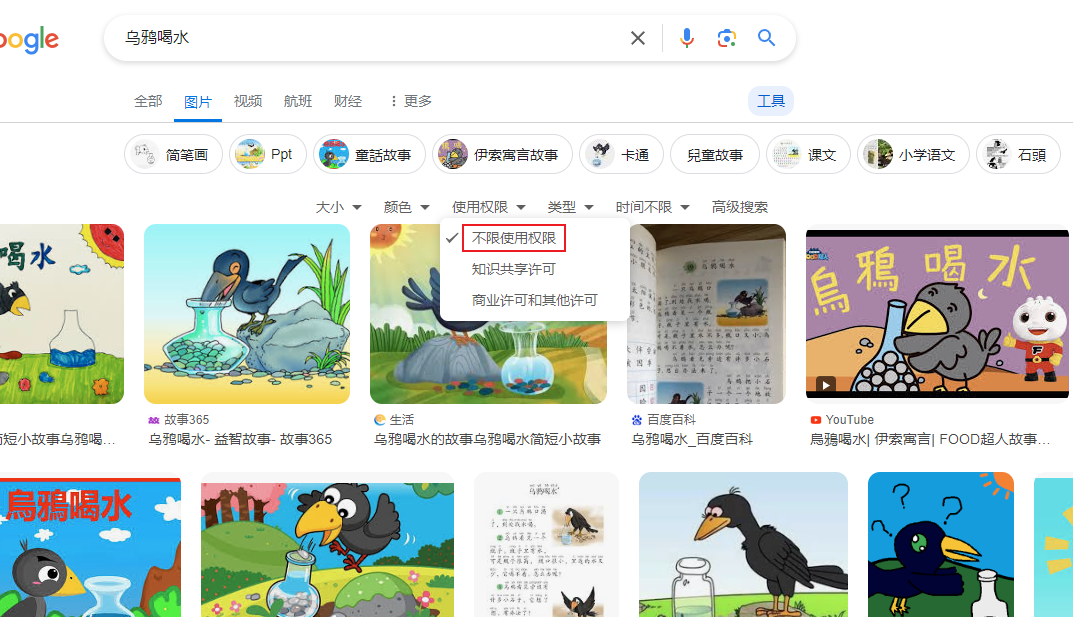 oogle
乌鸦喝水
全部 图片 视频 航班 财经 更多 工具
简笔画 Ppt 童話故事 伊索寓言故事 卡通 兒童故事 课文 小学语文 石頭
大小 颜色 使用权限 类型 时间不限 高级搜索
不限使用权限
知识共享许可
商业许可和其他许可
喝水
烏鴉喝水
故事365
生活
百度百科
YouTube
简短小故事乌鸦喝...
乌鸦喝水- 益智故事- 故事365
乌鸦喝水的故事乌鸦喝水简短小故事
乌鸦喝水_百度百科
烏鴉喝水| 伊索寓言| FOOD超人故事...
烏鴉喝水
乌鸦喝水